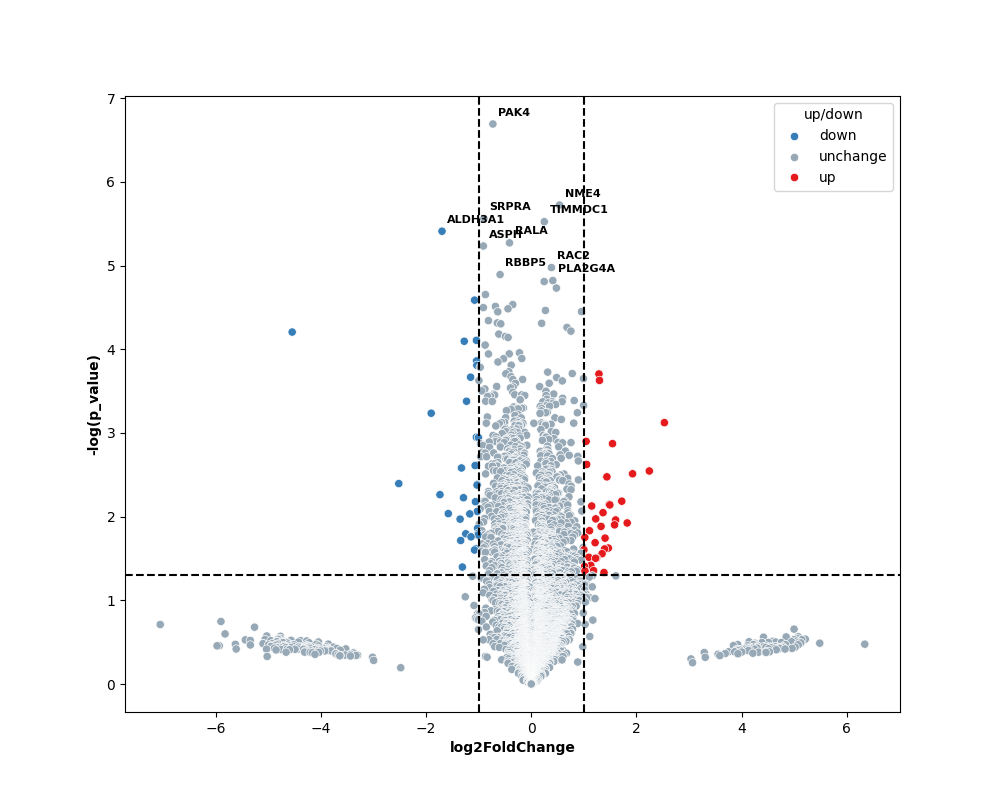 PAK4
NME4
TIMMDC1
SRPRA
ALDH3A1
ASPH
RALA
RAC2
PLA2G4A
RBBP5
up/down
down
unchange
up
7
6
5
4
3
2
1
0
-log(p_value)
−6 −4 −2 0 2 4 6
log2FoldChange